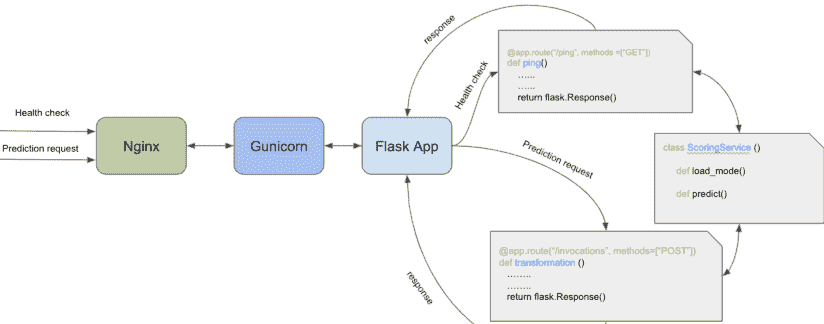 response
@app.route("/ping", methods =["GET"])
def ping()
......
......
return flask.Response()
Health check
Health check
Prediction request
Nginx
Gunicorn
Flask App
Prediction request
class ScoringService ()
def load_mode()
def predict()
@app.route("/invocations", methods=["POST"])
def transformation ()
........
........
return flask.Response()
response